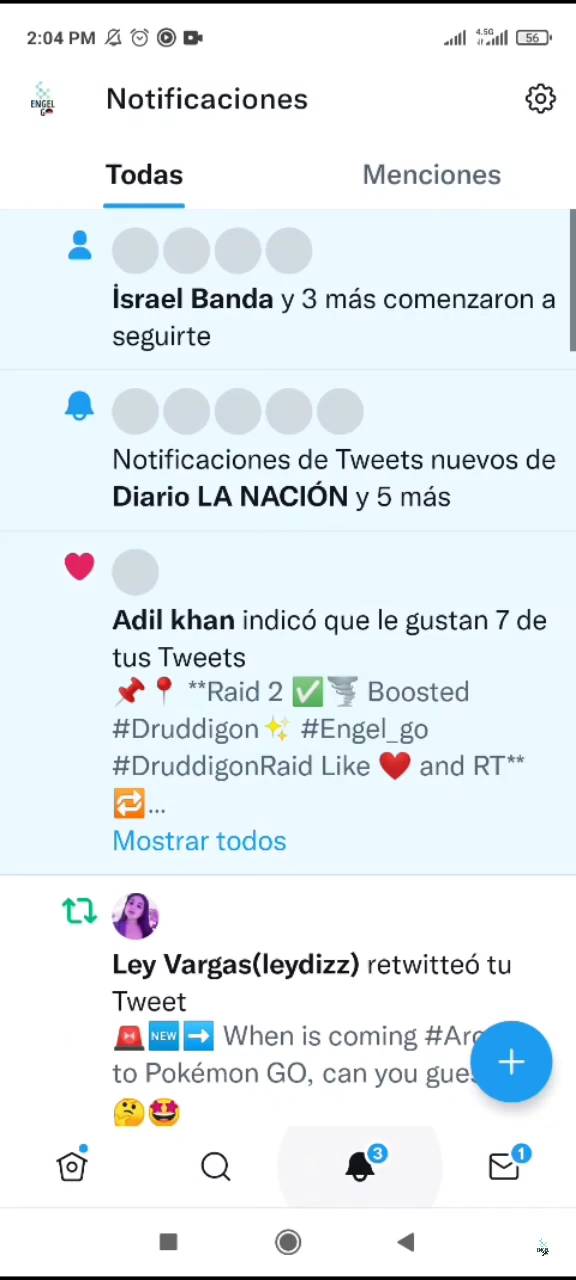 2:04 PM 4.5G 56
ENGEL
Notificaciones
Todas Menciones
İsrael Banda y 3 más comenzaron a
seguirte
Notificaciones de Tweets nuevos de
Diario LA NACIÓN y 5 más
Adil khan indicó que le gustan 7 de
tus Tweets
📌📍 **Raid 2 ✅🌪️ Boosted
#Druddigon✨ #Engel_go
#DruddigonRaid Like ❤️ and RT**
🔁...
Mostrar todos
Ley Vargas(leydizz) retwitteó tu
Tweet
🚨🆕➡️ When is coming
to Pokémon GO, can you
🤔🤩
3 1